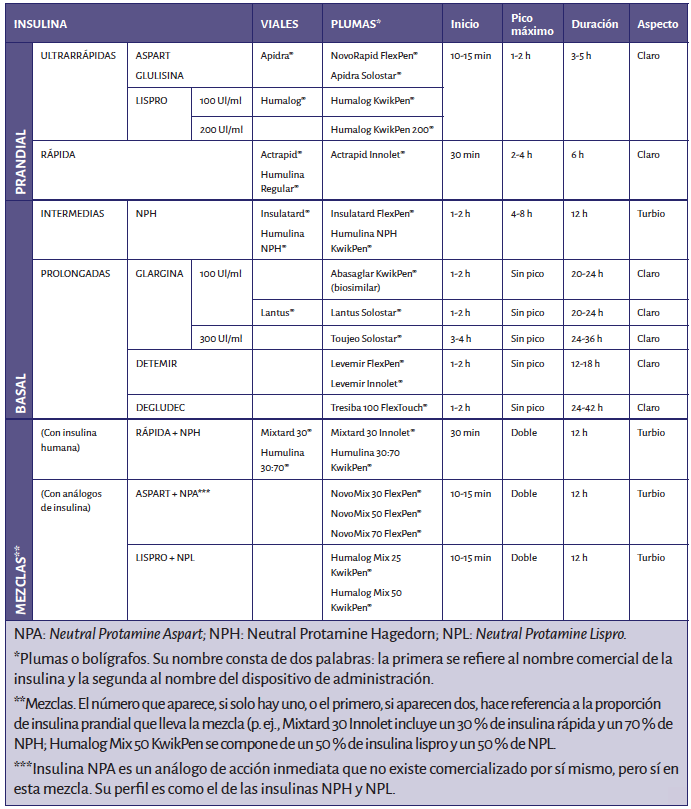 INSULINA VIALES PLUMAS* Inicio Pico máximo Duración Aspecto
PRANDIAL
ULTRARRÁPIDAS ASPART Apidra® NovoRapid FlexPen® 10-15 min 1-2 h 3-5 h Claro
GLULISINA Apidra Solostar®
LISPRO 100 UI/ml Humalog® Humalog KwikPen®
200 UI/ml Humalog KwikPen 200®
RÁPIDA Actrapid® Actrapid Innolet® 30 min 2-4 h 6 h Claro
Humulina
Regular®
BASAL
INTERMEDIAS NPH Insulatard® Insulatard FlexPen® 1-2 h 4-8 h 12 h Turbio
Humulina Humulina NPH
NPH® KwikPen®
PROLONGADAS GLARGINA 100 UI/ml Abasaglar KwikPen® 1-2 h Sin pico 20-24 h Claro
(biosimilar)
Lantus® Lantus Solostar® 1-2 h Sin pico 20-24 h Claro
300 UI/ml Toujeo Solostar® 3-4 h Sin pico 24-36 h Claro
DETEMIR Levemir FlexPen® 1-2 h Sin pico 12-18 h Claro
Levemir Innolet®
DEGLUDEC Tresiba 100 FlexTouch® 1-2 h Sin pico 24-42 h Claro
MEZCLAS**
(Con insulina RÁPIDA + NPH Mixtard 30® Mixtard 30 Innolet® 30 min Doble 12 h Turbio
humana) Humulina Humulina 30:70
30:70® KwikPen®
(Con análogos ASPART + NPA*** NovoMix 30 FlexPen® 10-15 min Doble 12 h Turbio
de insulina) NovoMix 50 FlexPen®
NovoMix 70 FlexPen®
LISPRO + NPL Humalog Mix 25 10-15 min Doble 12 h Turbio
KwikPen®
Humalog Mix 50
KwikPen®
NPA: Neutral Protamine Aspart; NPH: Neutral Protamine Hagedorn; NPL: Neutral Protamine Lispro.
*Plumas o bolígrafos. Su nombre consta de dos palabras: la primera se refiere al nombre comercial de la
insulina y la segunda al nombre del dispositivo de administración.
**Mezclas. El número que aparece, si solo hay uno, o el primero, si aparecen dos, hace referencia a la proporción
de insulina prandial que lleva la mezcla (p. ej., Mixtard 30 Innolet incluye un 30 % de insulina rápida y un 70 % de
NPH; Humalog Mix 50 KwikPen se compone de un 50 % de insulina lispro y un 50 % de NPL.
***Insulina NPA es un análogo de acción inmediata que no existe comercializado por sí mismo, pero sí en
esta mezcla. Su perfil es como el de las insulinas NPH y NPL.